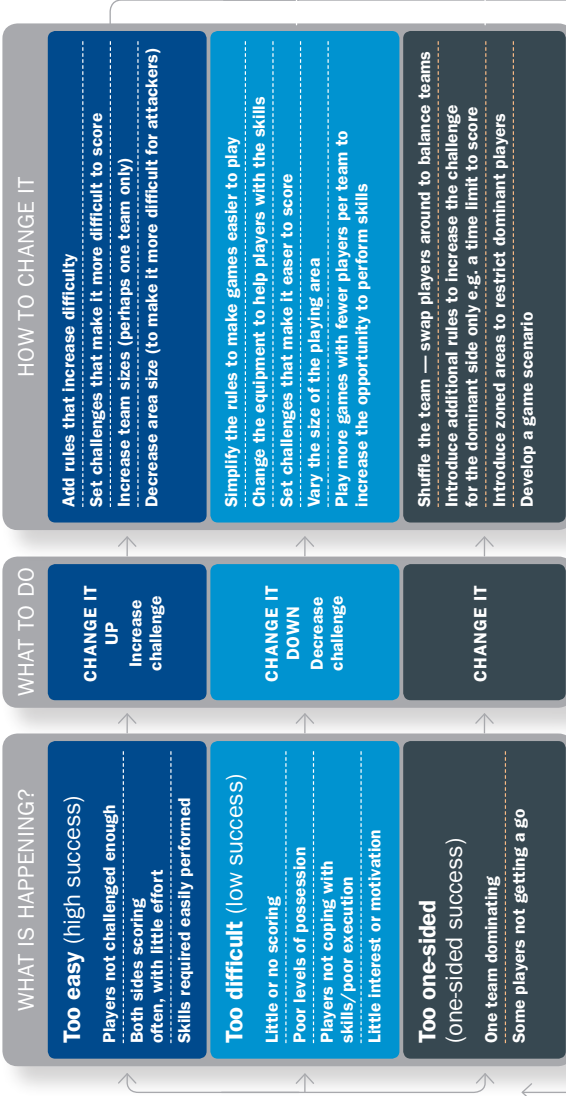 WHAT IS HAPPENING?
Too easy (high success)
Players not challenged enough
Both sides scoring
often, with little effort
Skills required easily performed
Too difficult (low success)
Little or no scoring
Poor levels of possession
Players not coping with
skills/poor execution
Little interest or motivation
Too one-sided
(one-sided success)
One team dominating
Some players not getting a go
WHAT TO DO
CHANGE IT
UP
Increase
challenge
CHANGE IT
DOWN
Decrease
challenge
CHANGE IT
HOW TO CHANGE IT
Add rules that increase difficulty
Set challenges that make it more difficult to score
Increase team sizes (perhaps one team only)
Decrease area size (to make it more difficult for attackers)
Simplify the rules to make games easier to play
Change the equipment to help players with the skills
Set challenges that make it easier to score
Vary the size of the playing area
Play more games with fewer players per team to
increase the opportunity to perform skills
Shuffle the team — swap players around to balance teams
Introduce additional rules to increase the challenge
for the dominant side only e.g. a time limit to score
Introduce zoned areas to restrict dominant players
Develop a game scenario